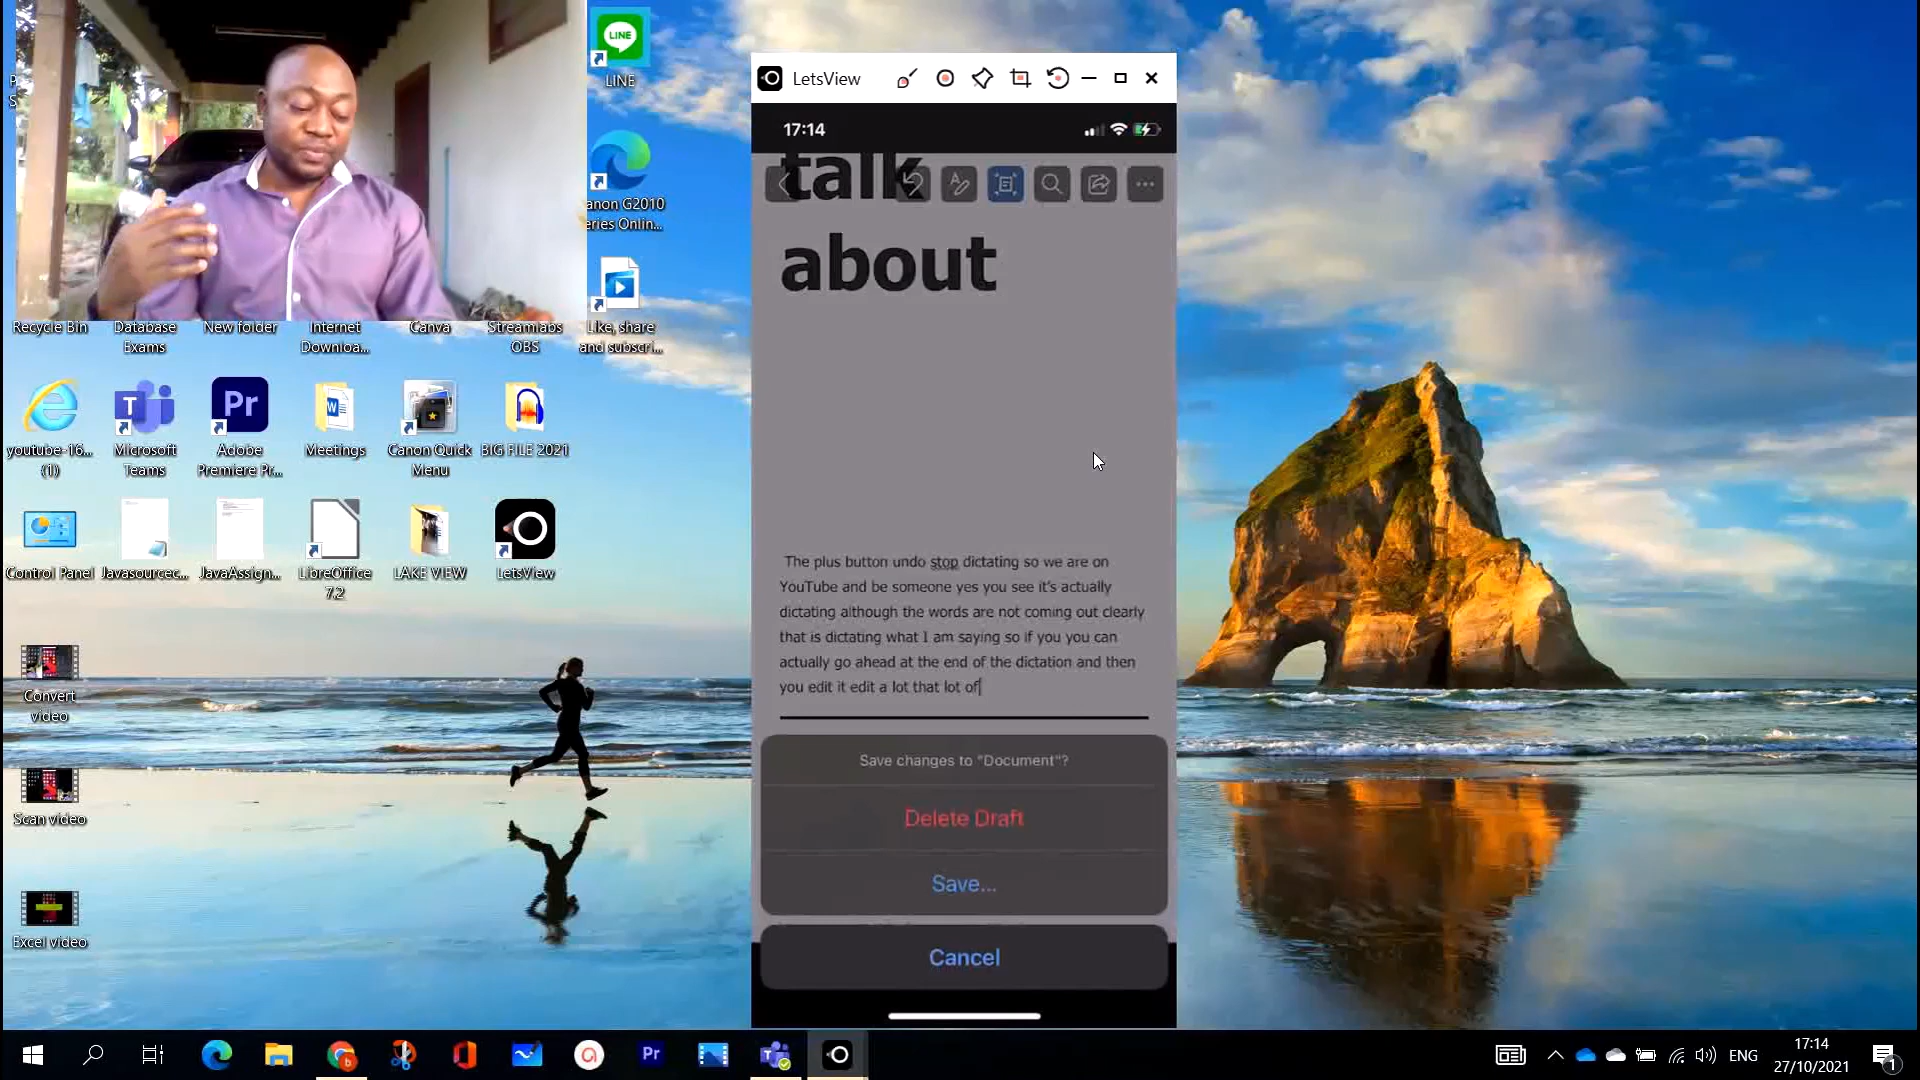 LINE
anon G2010
eries Onlin...
Recycle Bin
Database
Exams
New folder
Internet
Downloa...
Canva
Streamlabs
OBS
Like, share
and subscri...
youtube-16...
(1)
Microsoft
Teams
Adobe
Premiere Pr...
Meetings
Canon Quick
Menu
BIG FILE 2021
Control Panel
Javasourcec...
JavaAssign...
LibreOffice
7.2
LAKE VIEW
LetsView
Convert
video
Scan video
Excel video
LetsView
17:14
talk
about
The plus button undo stop dictating so we are on
YouTube and be someone yes you see it's actually
dictating although the words are not coming out clearly
that is dictating what I am saying so if you you can
actually go ahead at the end of the dictation and then
you edit it edit a lot that lot of
Save changes to "Document"?
Delete Draft
Save...
Cancel
ENG
17:14
27/10/2021
1